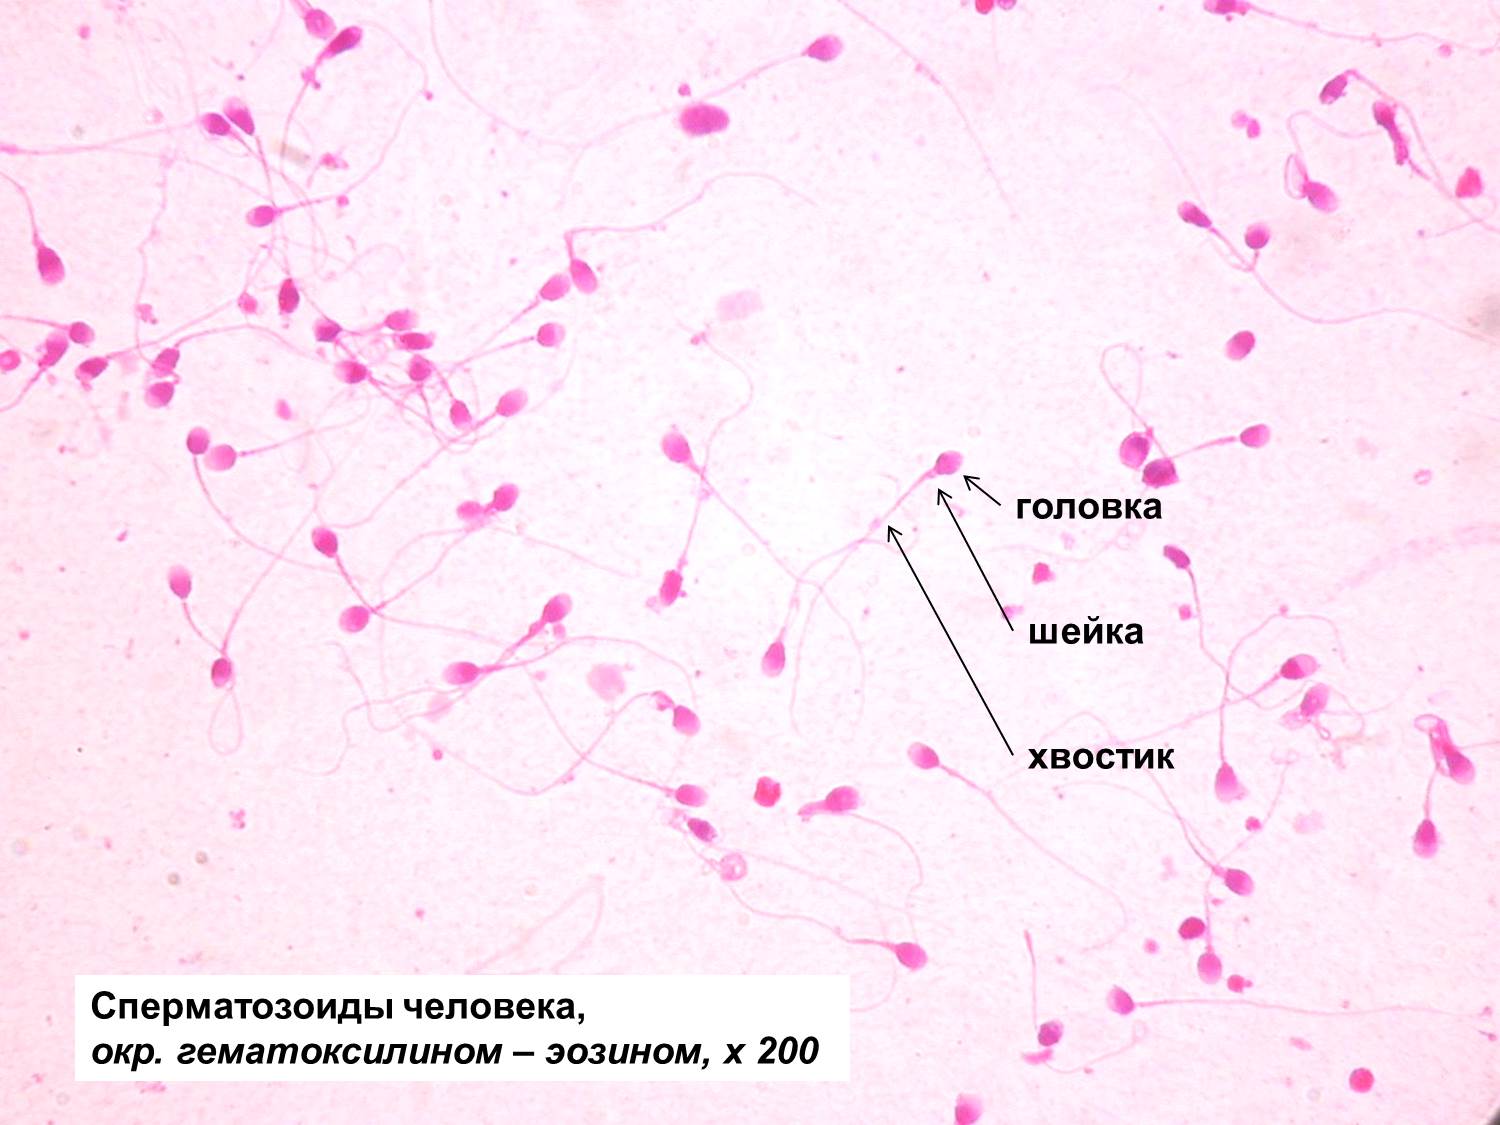 головка
шейка
хвостик
Сперматозоиды человека,
окр. гематоксилином – эозином, х 200